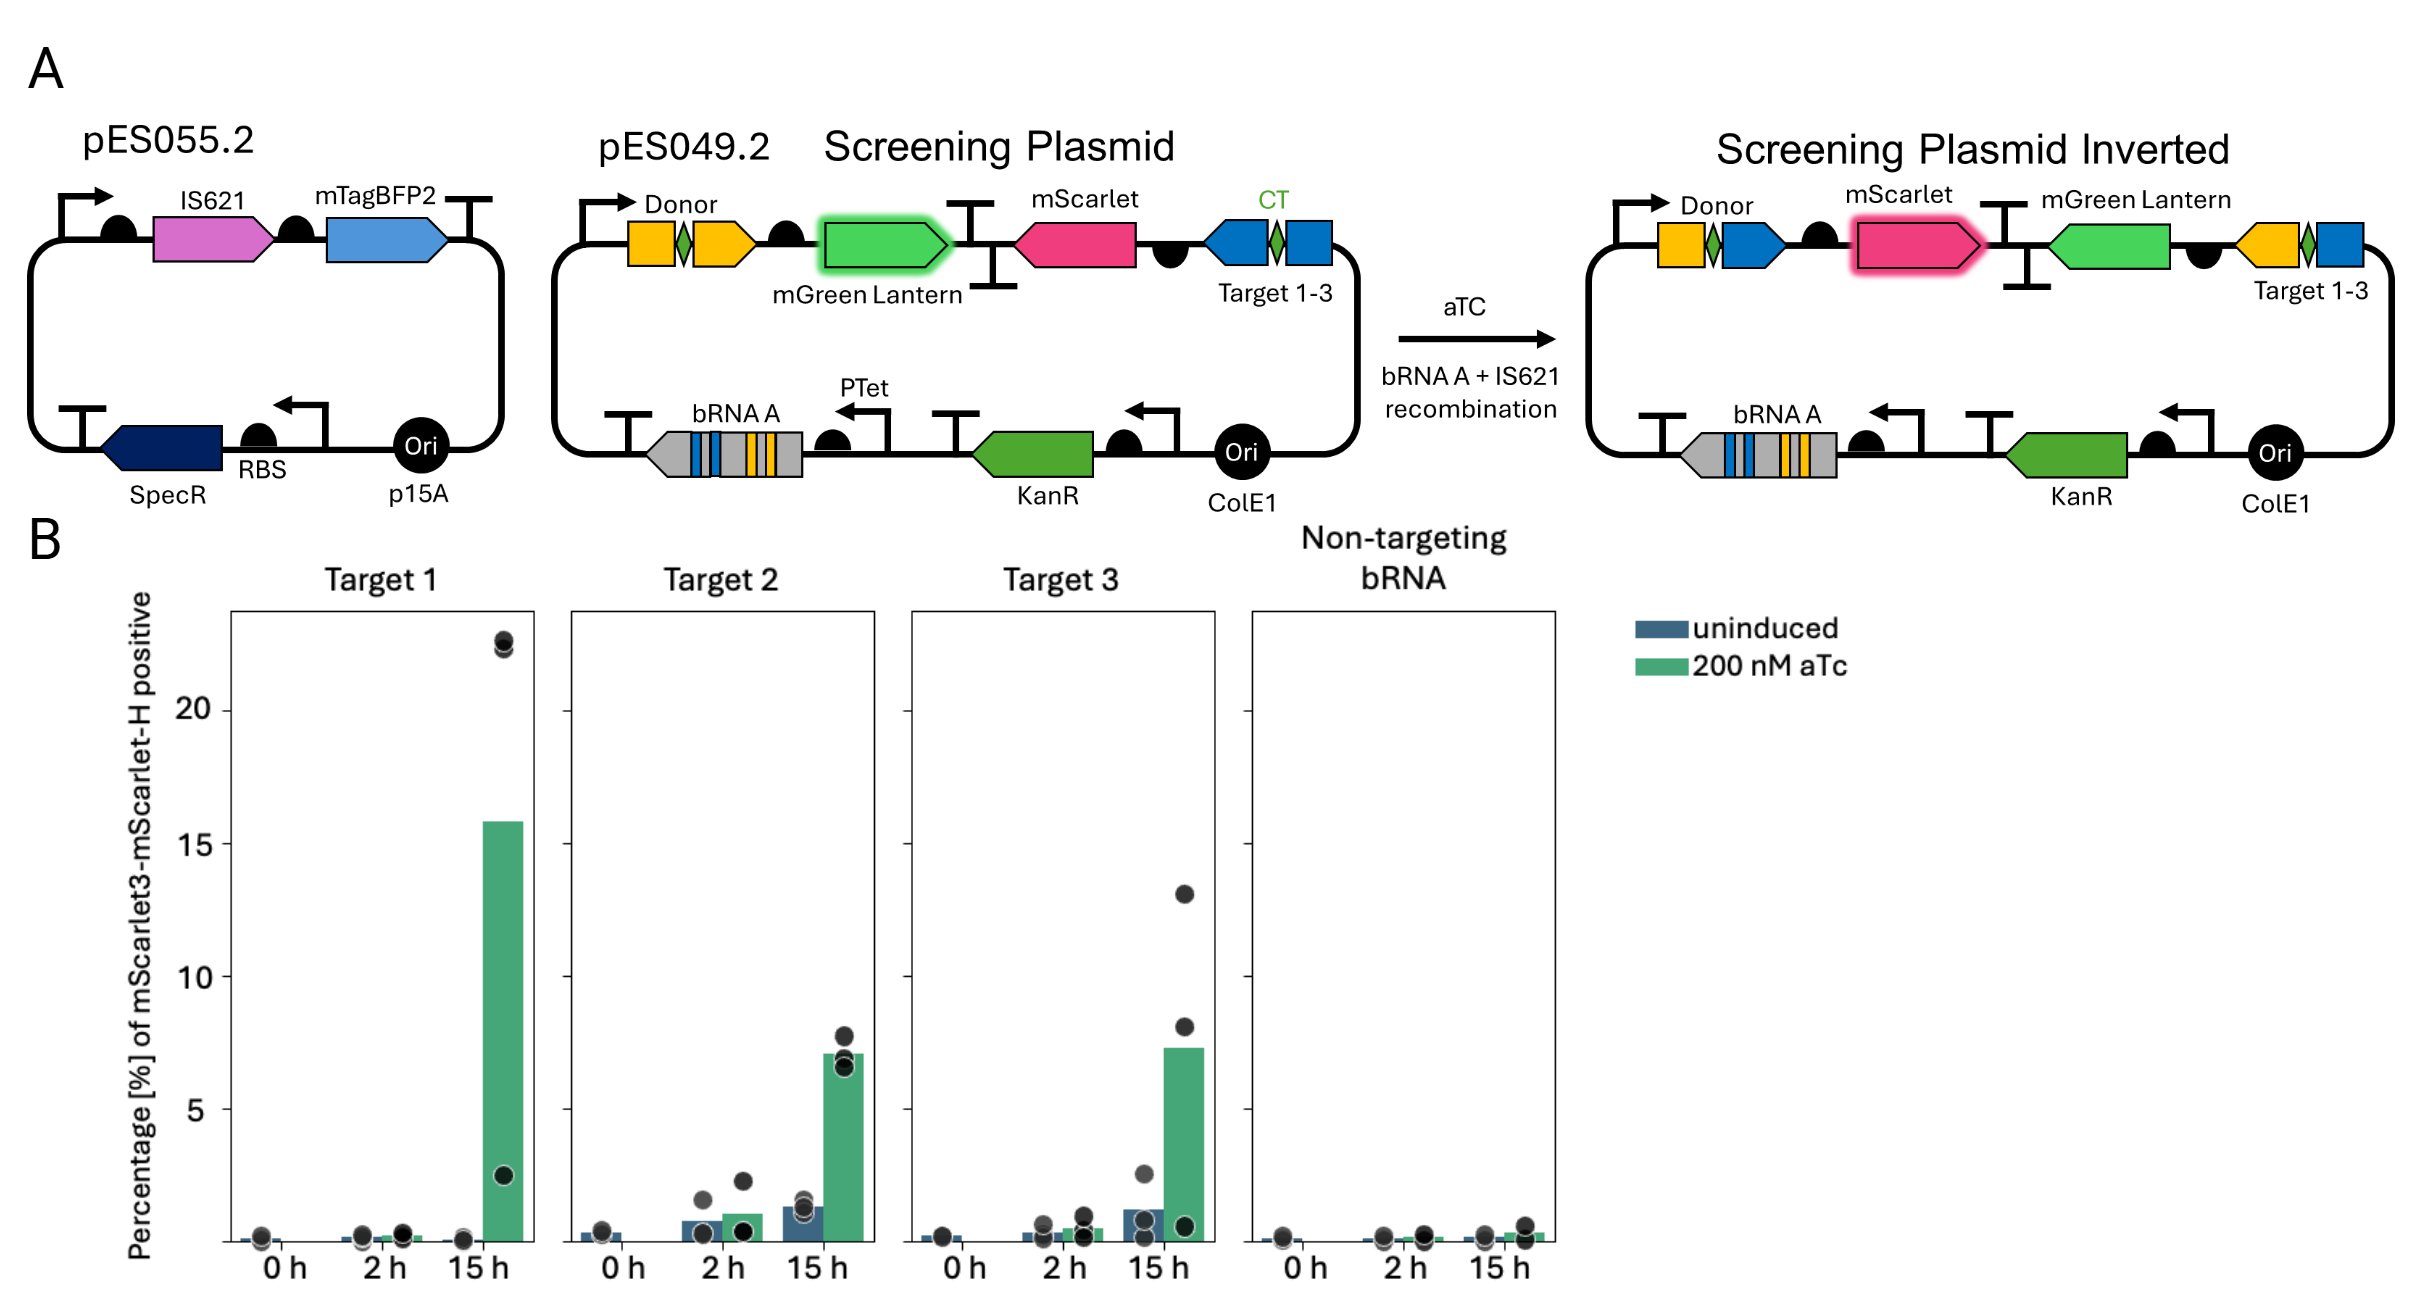 A
pES055.2
IS621
mTagBFP2
SpecR
RBS
p15A
Ori
pES049.2
Screening Plasmid
Donor
mGreen Lantern
mScarlet
CT
Target 1-3
bRNA A
PTet
KanR
Ori
ColE1
aTC
bRNA A + IS621
recombination
Screening Plasmid Inverted
Donor
mScarlet
mGreen Lantern
Target 1-3
bRNA A
KanR
Ori
ColE1
B
Percentage [%] of mScarlet3-mScarlet-H positive
Target 1
Target 2
Target 3
Non-targeting
bRNA
20
15
10
5
0 h
2 h
15 h
0 h
2 h
15 h
0 h
2 h
15 h
0 h
2 h
15 h
uninduced
200 nM aTc